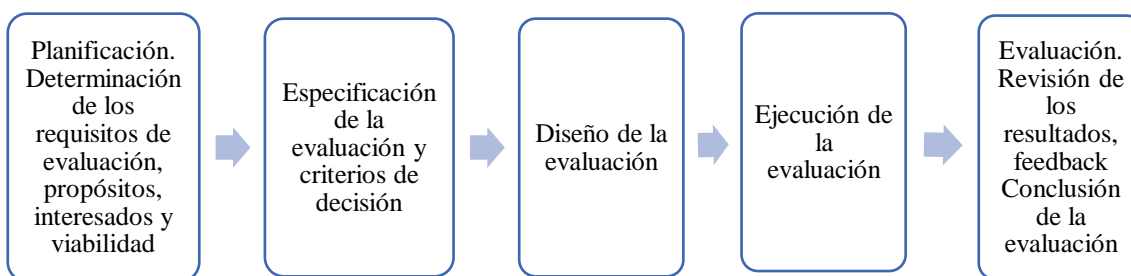 Planificación.
Determinación
de los
requisitos de
evaluación,
propósitos,
interesados y
viabilidad
Especificación
de la
evaluación y
criterios de
decisión
Diseño de la
evaluación
Ejecución de
la
evaluación
Evaluación.
Revisión de
los
resultados,
feedback
Conclusión
de la
evaluación